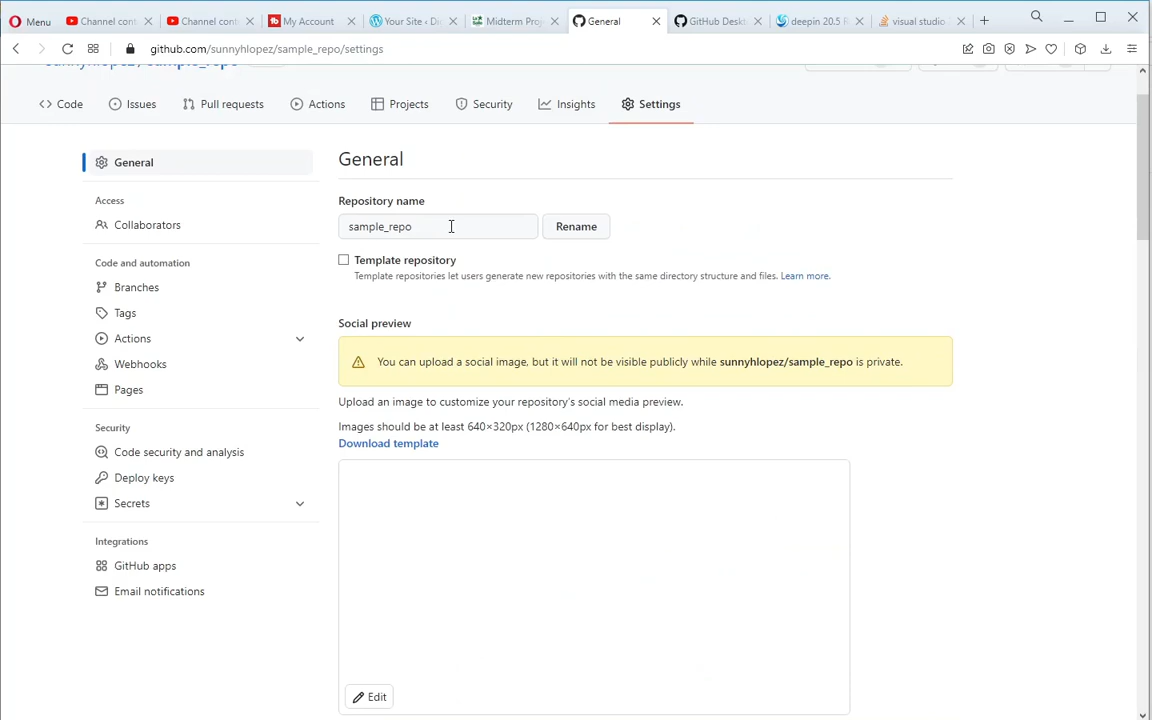 Menu
Channel cont
Channel cont
My Account
Your Site ‹ Di
Midterm Proj
General
GitHub Deskt
deepin 20.5 R
visual studio
github.com/sunnyhlopez/sample_repo/settings
sunnyhlopez/sample_repo
Code
Issues
Pull requests
Actions
Projects
Security
Insights
Settings
General
Access
Collaborators
Code and automation
Branches
Tags
Actions
Webhooks
Pages
Security
Code security and analysis
Deploy keys
Secrets
Integrations
GitHub apps
Email notifications
General
Repository name
sample_repo
Rename
Template repository
Template repositories let users generate new repositories with the same directory structure and files. Learn more.
Social preview
You can upload a social image, but it will not be visible publicly while sunnyhlopez/sample_repo is private.
Upload an image to customize your repository's social media preview.
Images should be at least 640×320px (1280×640px for best display).
Download template
Edit